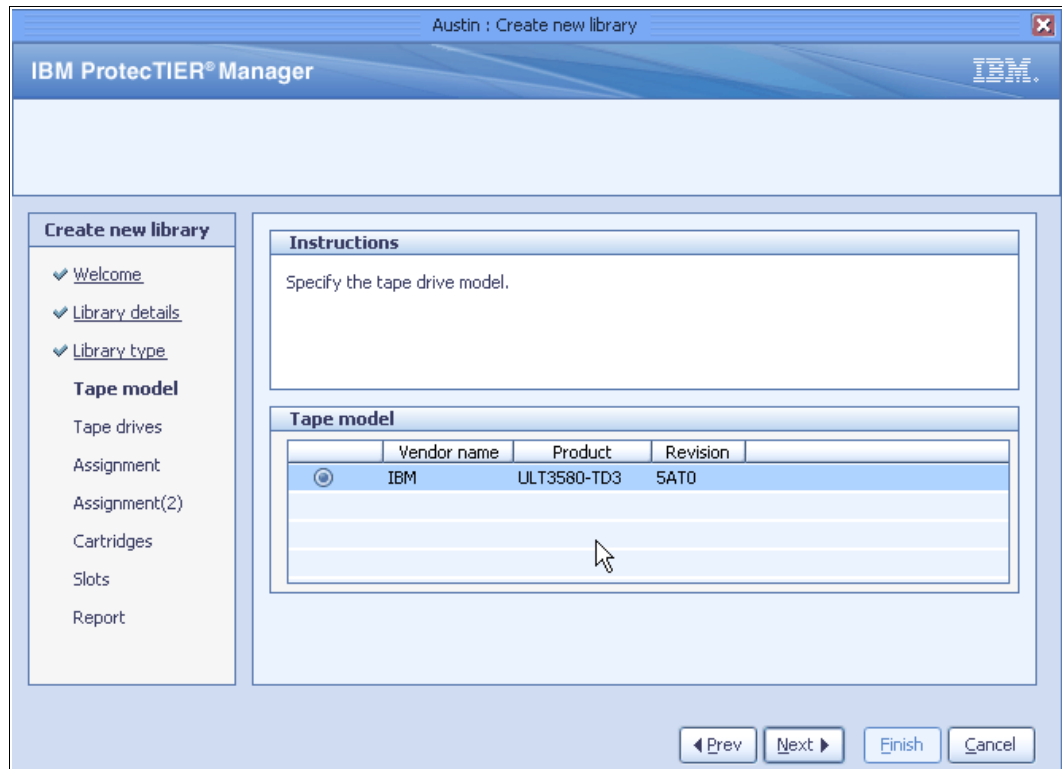 Austin : Create new library
IBM ProtecTIER® Manager
IBM.
Create new library
Welcome
Library details
Library type
Tape model
Tape drives
Assignment
Assignment(2)
Cartridges
Slots
Report
Instructions
Specify the tape drive model.
Tape model
Vendor name Product Revision
IBM ULT3580-TD3 5AT0
Prev Next Finish Cancel